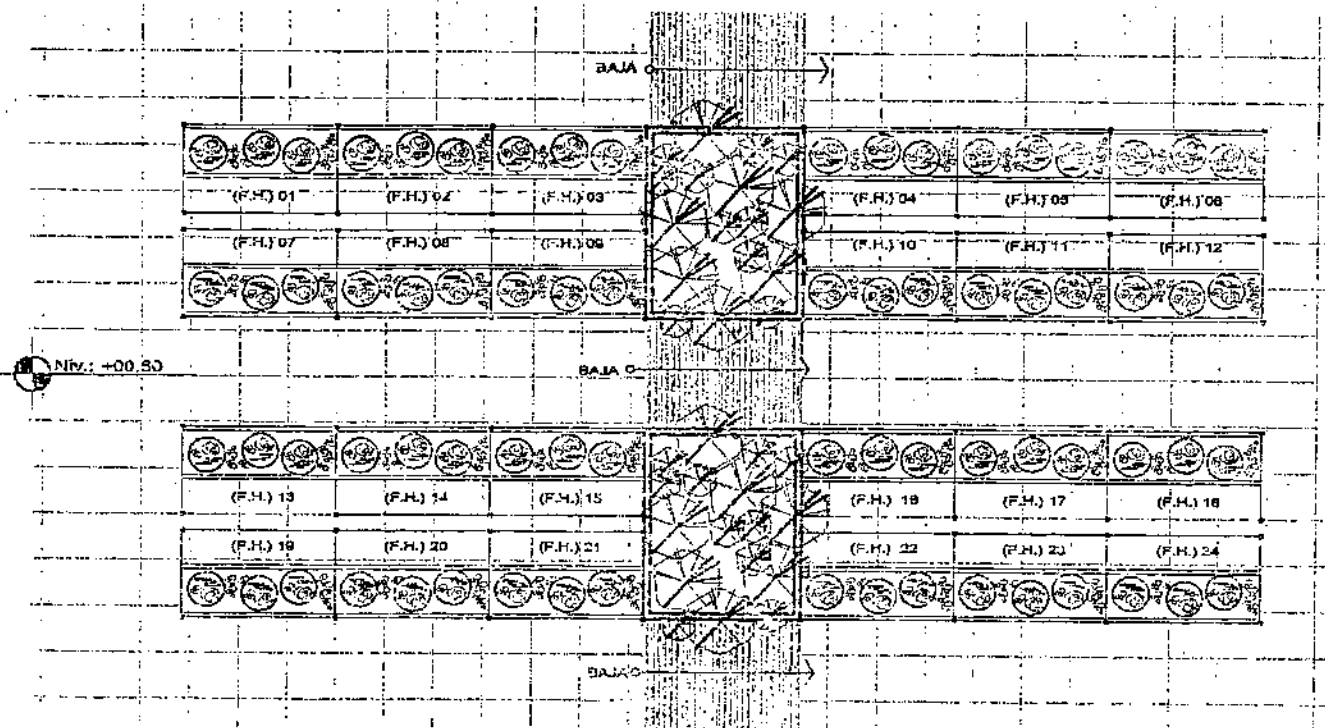 BAJA
(F.H.) 01 (F.H.) 02 (F.H.) 03 (F.H.) 04 (F.H.) 05 (F.H.) 06
(F.H.) 07 (F.H.) 08 (F.H.) 09 (F.H.) 10 (F.H.) 11 (F.H.) 12
Niv.: +00.50
BAJA
(F.H.) 13 (F.H.) 14 (F.H.) 15 (F.H.) 16 (F.H.) 17 (F.H.) 18
(F.H.) 19 (F.H.) 20 (F.H.) 21 (F.H.) 22 (F.H.) 23 (F.H.) 24
BAJA